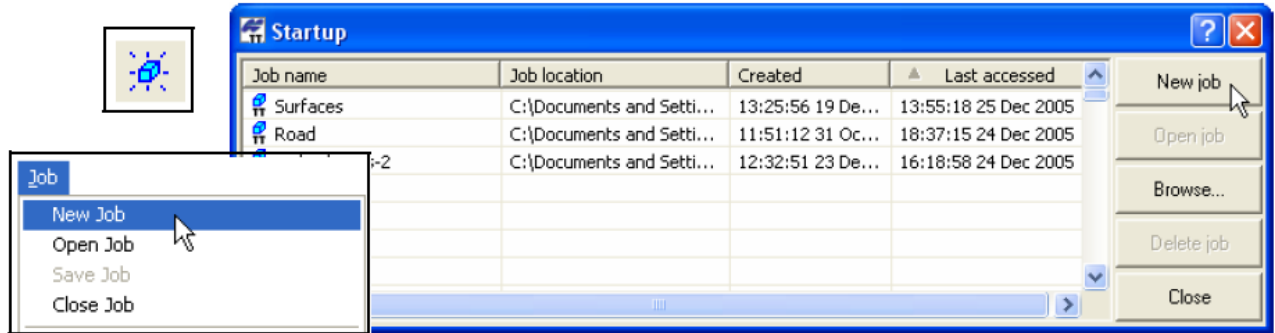 Startup
Job name Job location Created Last accessed
Surfaces C:\Documents and Setti... 13:25:56 19 De... 13:55:18 25 Dec 2005
Road C:\Documents and Setti... 11:51:12 31 Oc... 18:37:15 24 Dec 2005
-2 C:\Documents and Setti... 12:32:51 23 De... 16:18:58 24 Dec 2005
New job
Open job
Browse...
Delete job
Close
Job
New Job
Open Job
Save Job
Close Job